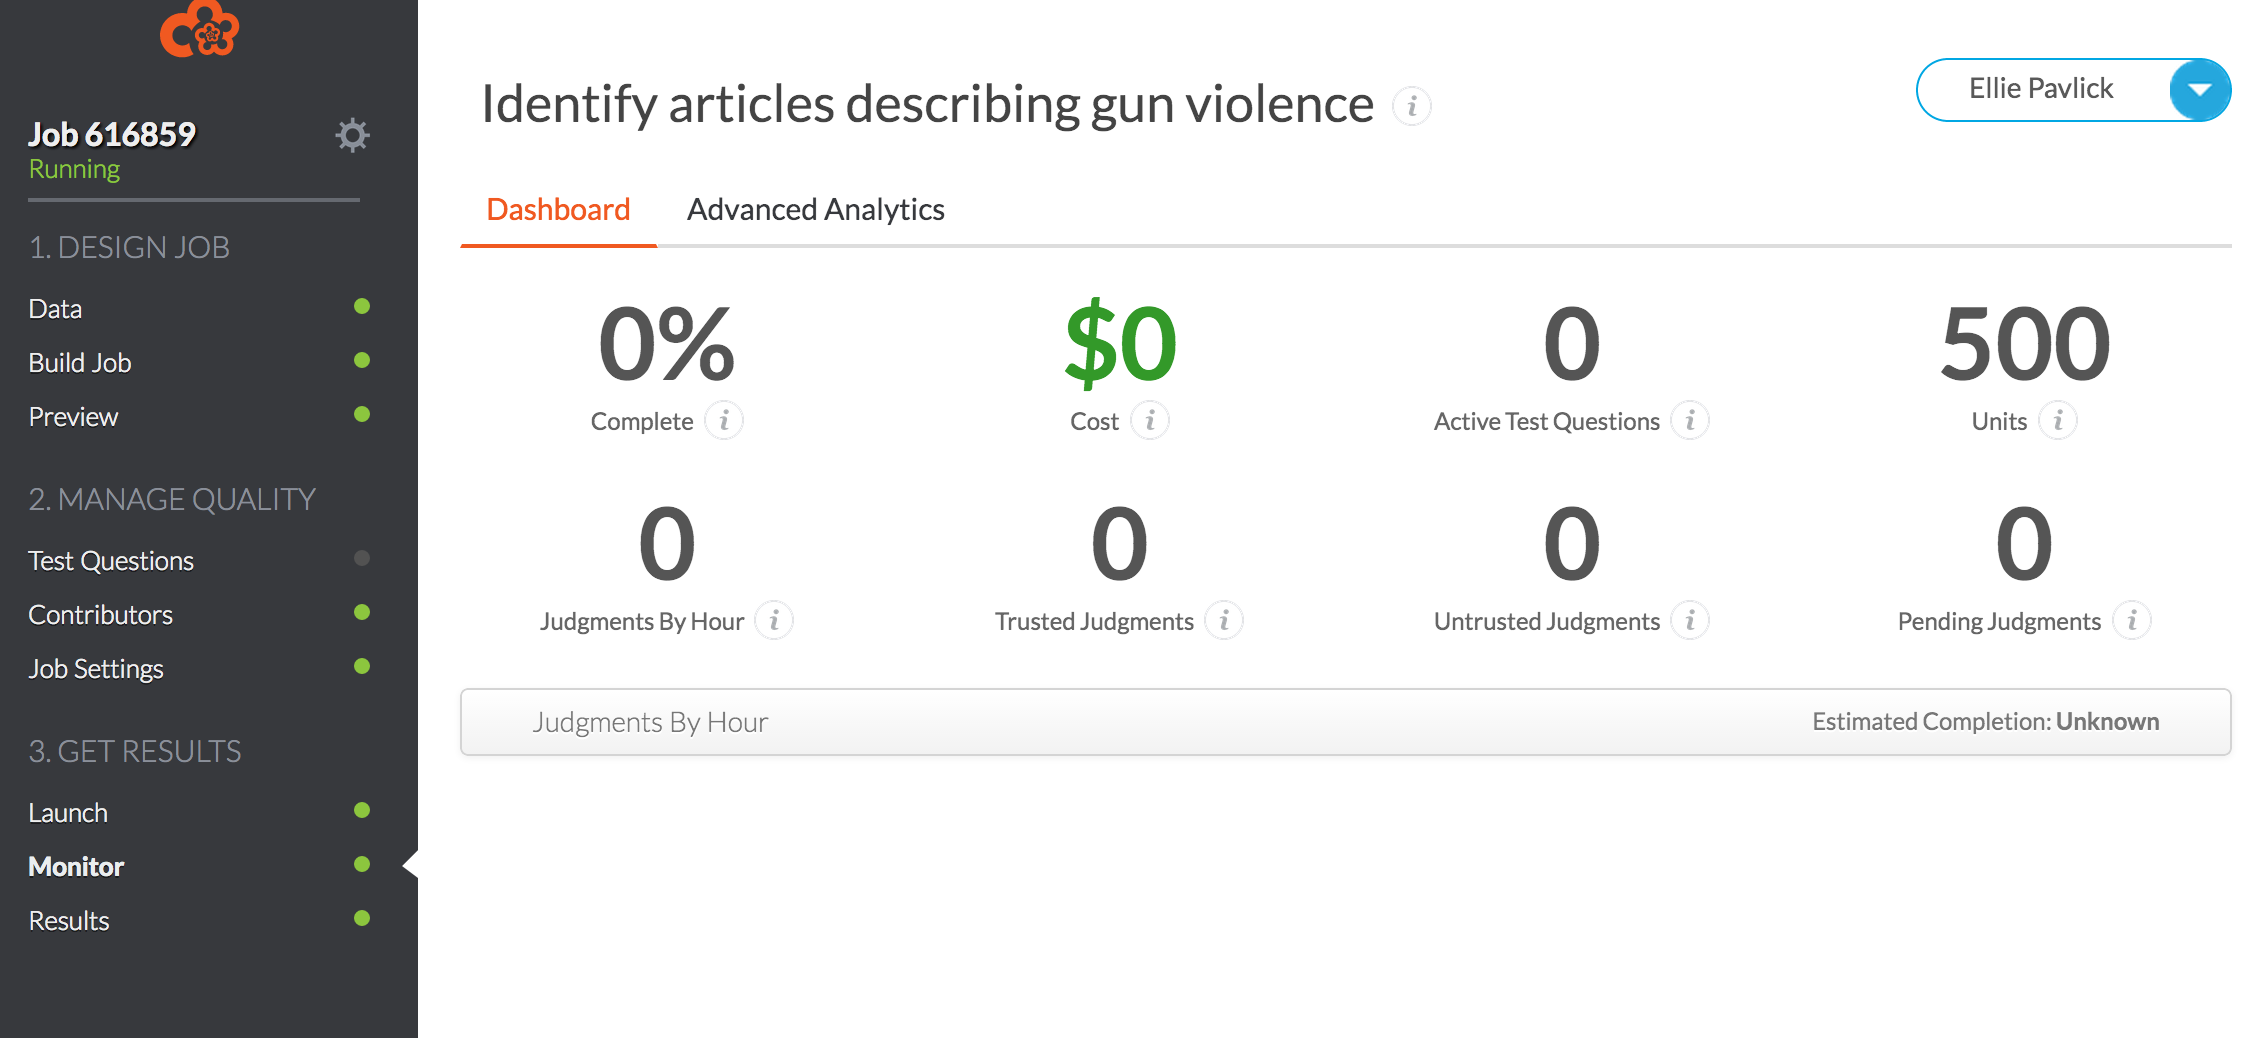 Job 616859
Running
1. DESIGN JOB
Data
Build Job
Preview
2. MANAGE QUALITY
Test Questions
Contributors
Job Settings
3. GET RESULTS
Launch
Monitor
Results
Identify articles describing gun violence i
Ellie Pavlick
Dashboard Advanced Analytics
0% $0 0 500
Complete i Cost i Active Test Questions i Units i
0 0 0 0
Judgments By Hour i Trusted Judgments i Untrusted Judgments i Pending Judgments i
Judgments By Hour Estimated Completion: Unknown